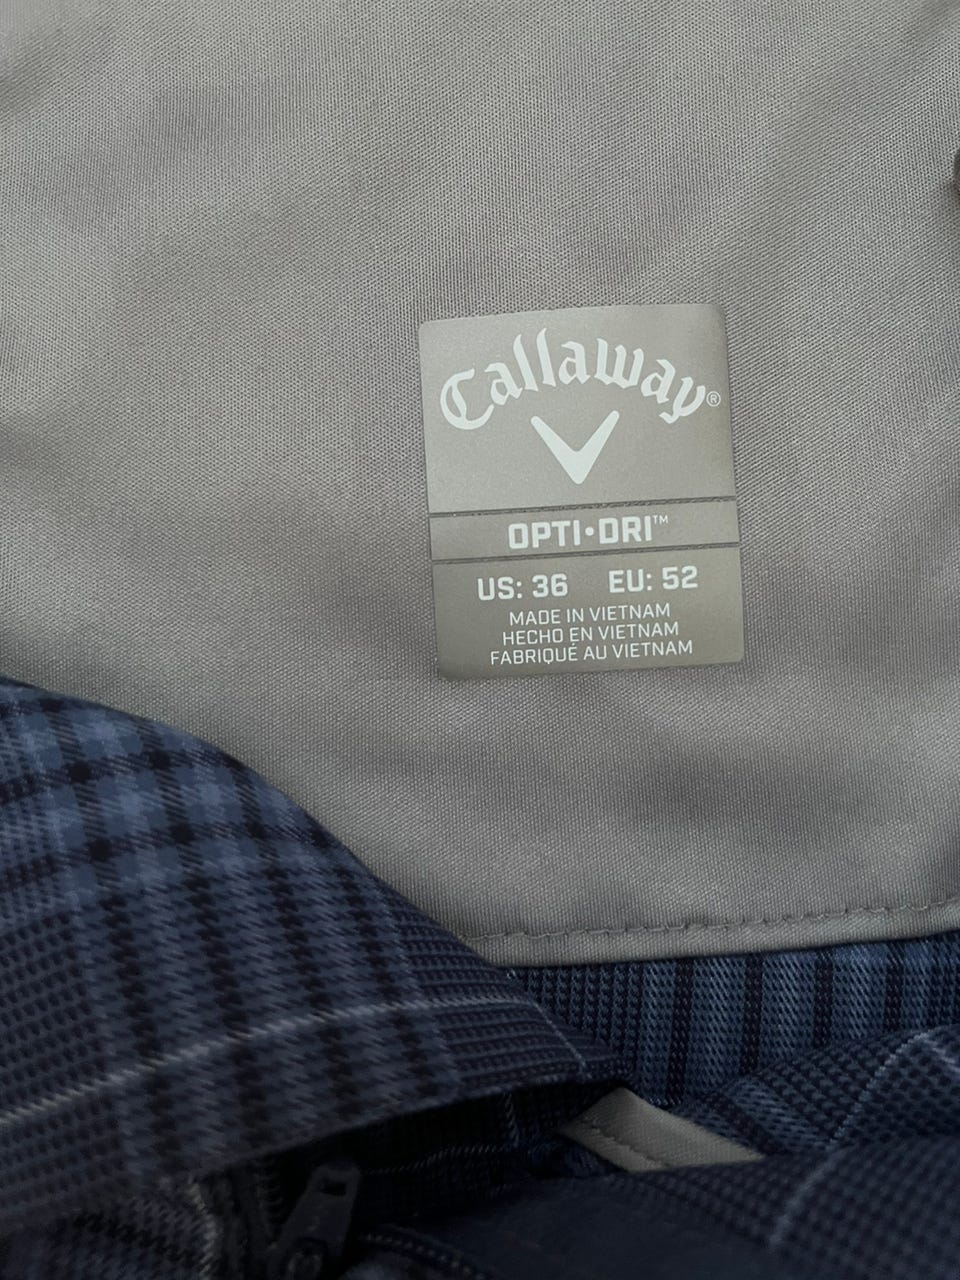 Callaway®
OPTI•DRI™
US: 36 EU: 52
MADE IN VIETNAM
HECHO EN VIETNAM
FABRIQUÉ AU VIETNAM